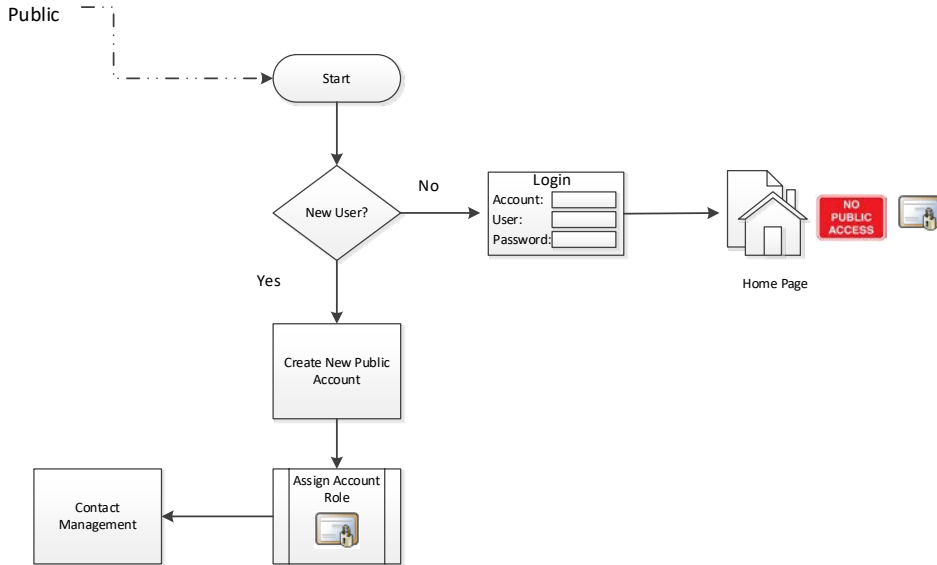 Public
Start
New User?
No
Login
Account:
User:
Password:
NO
PUBLIC
ACCESS
Home Page
Yes
Create New Public
Account
Assign Account
Role
Contact
Management